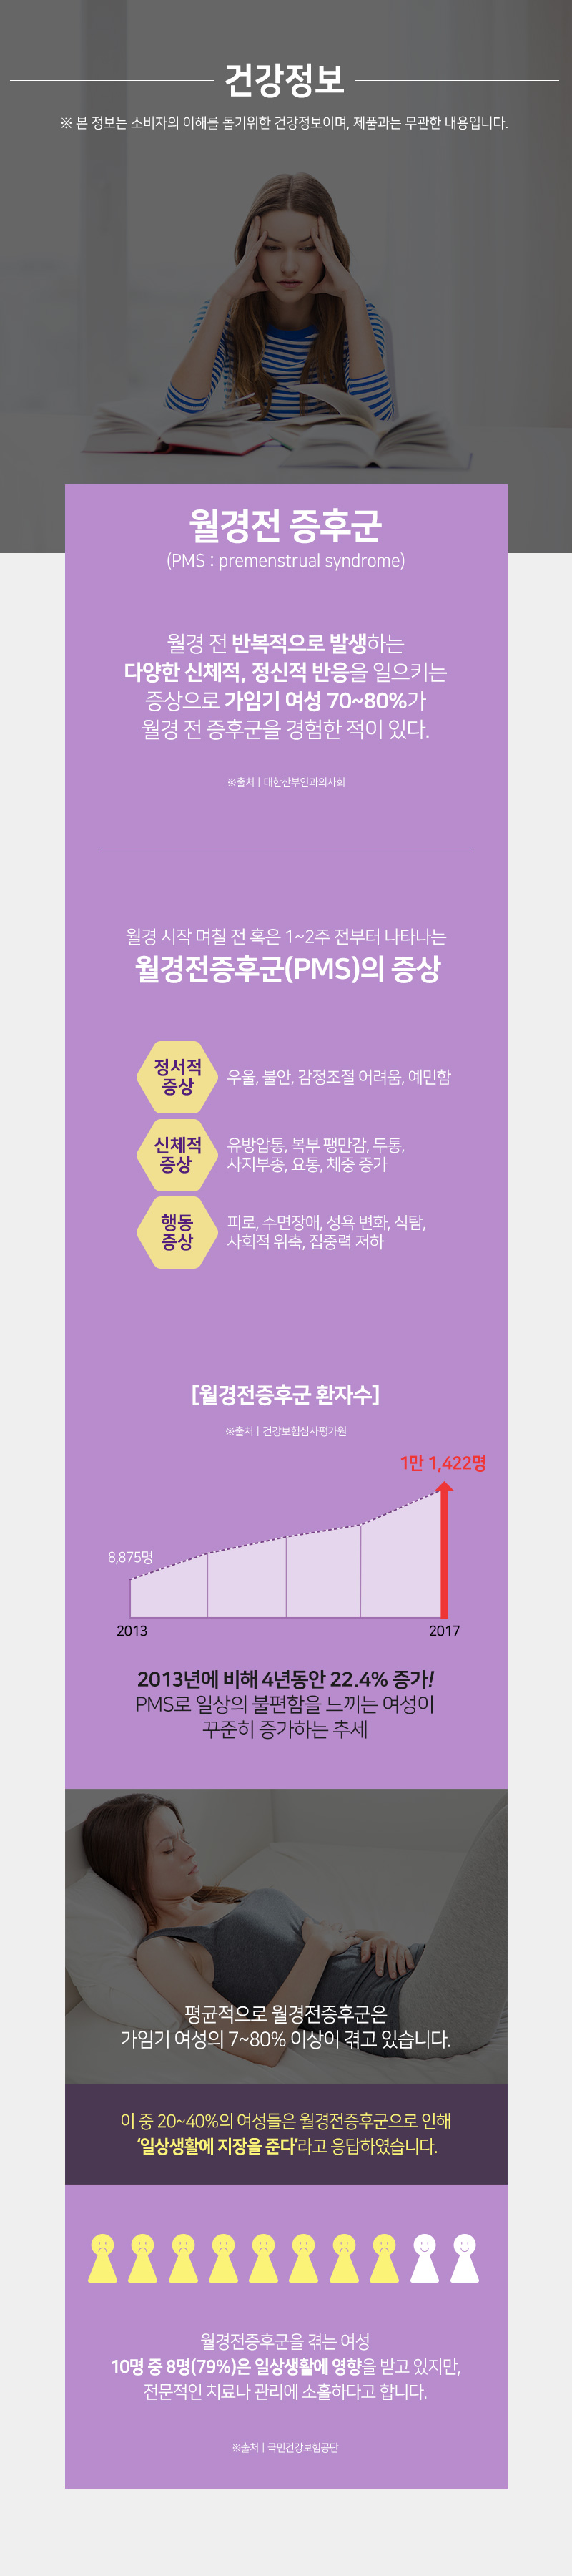 건강정보
※ 본 정보는 소비자의 이해를 돕기위한 건강정보이며, 제품과는 무관한 내용입니다.
월경전 증후군
(PMS : premenstrual syndrome)
월경 전 반복적으로 발생하는
다양한 신체적, 정신적 반응을 일으키는
증상으로 가임기 여성 70~80%가
월경 전 증후군을 경험한 적이 있다.
※출처 | 대한산부인과의사회
월경 시작 며칠 전 혹은 1~2주 전부터 나타나는
월경전증후군(PMS)의 증상
정서적
증상
우울, 불안, 감정조절 어려움, 예민함
신체적
증상
유방압통, 복부 팽만감, 두통,
사지부종, 요통, 체중 증가
행동
증상
피로, 수면장애, 성욕 변화, 식탐,
사회적 위축, 집중력 저하
[월경전증후군 환자수]
※출처 | 건강보험심사평가원
1만 1,422명
8,875명
2013
2017
2013년에 비해 4년동안 22.4% 증가!
PMS로 일상의 불편함을 느끼는 여성이
꾸준히 증가하는 추세
평균적으로 월경전증후군은
가임기 여성의 7~80% 이상이 겪고 있습니다.
이 중 20~40%의 여성들은 월경전증후군으로 인해
‘일상생활에 지장을 준다’라고 응답하였습니다.
월경전증후군을 겪는 여성
10명 중 8명(79%)은 일상생활에 영향을 받고 있지만,
전문적인 치료나 관리에 소홀하다고 합니다.
※출처 | 국민건강보험공단